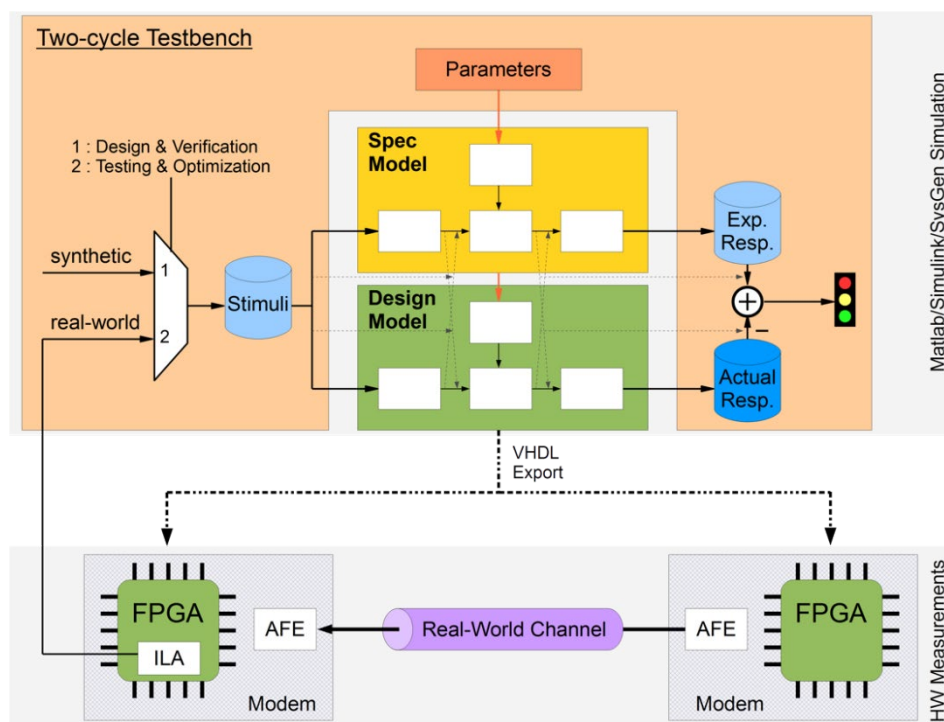 Two-cycle Testbench
Parameters
1 : Design & Verification
2 : Testing & Optimization
Spec
Model
synthetic
1
Stimuli
Exp.
Resp.
real-world
2
Design
Model
+
−
Actual
Resp.
Matlab/Simulink/SysGen Simulation
VHDL
Export
FPGA
ILA
AFE
Modem
Real-World Channel
AFE
FPGA
Modem
HW Measurements